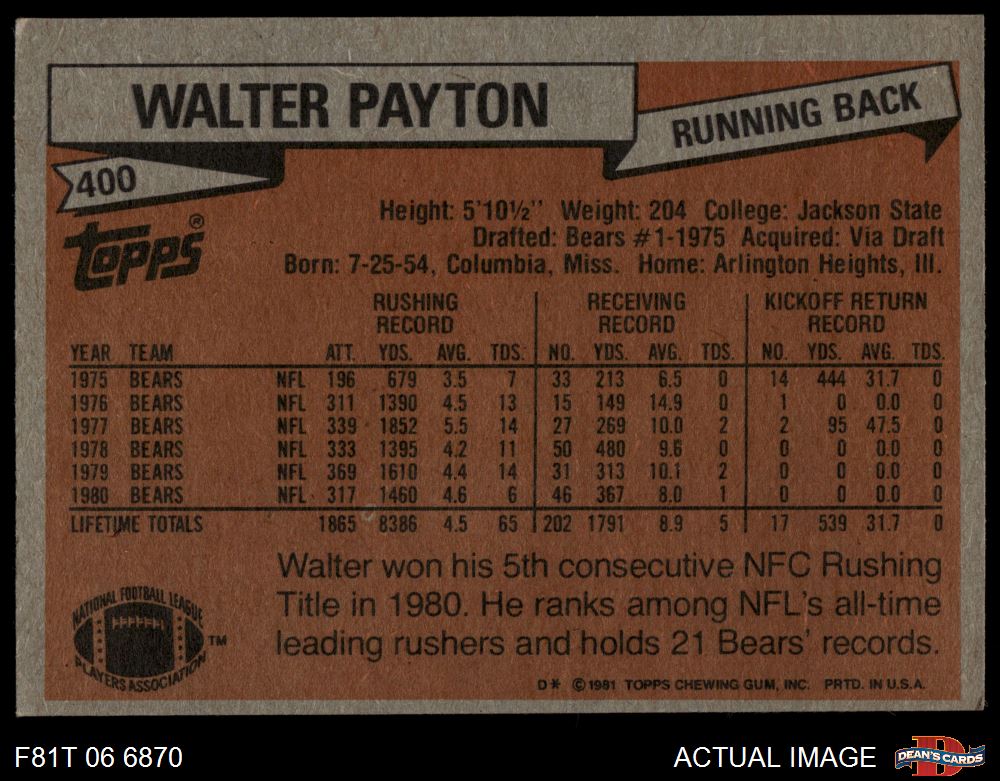 WALTER PAYTON
RUNNING BACK
400
Topps®
Height: 5'10½" Weight: 204 College: Jackson State
Drafted: Bears #1-1975 Acquired: Via Draft
Born: 7-25-54, Columbia, Miss. Home: Arlington Heights, Ill.
RUSHING RECEIVING KICKOFF RETURN
RECORD RECORD RECORD
YEAR TEAM ATT. YDS. AVG. TDS. NO. YDS. AVG. TDS. NO. YDS. AVG. TDS.
1975 BEARS NFL 196 679 3.5 7 33 213 6.5 0 14 444 31.7 0
1976 BEARS NFL 311 1390 4.5 13 15 149 14.9 0 1 0 0.0 0
1977 BEARS NFL 339 1852 5.5 14 27 269 10.0 2 2 95 47.5 0
1978 BEARS NFL 333 1395 4.2 11 50 480 9.6 0 0 0 0.0 0
1979 BEARS NFL 369 1610 4.4 14 31 313 10.1 2 0 0 0.0 0
1980 BEARS NFL 317 1460 4.6 6 46 367 8.0 1 0 0 0.0 0
LIFETIME TOTALS 1865 8386 4.5 65 202 1791 8.9 5 17 539 31.7 0
Walter won his 5th consecutive NFC Rushing
Title in 1980. He ranks among NFL's all-time
leading rushers and holds 21 Bears' records.
NATIONAL FOOTBALL LEAGUE
PLAYERS ASSOCIATION
TM
D* © 1981 TOPPS CHEWING GUM, INC. PRTD. IN U.S.A.
F81T 06 6870
ACTUAL IMAGE
D
DEAN'S CARDS